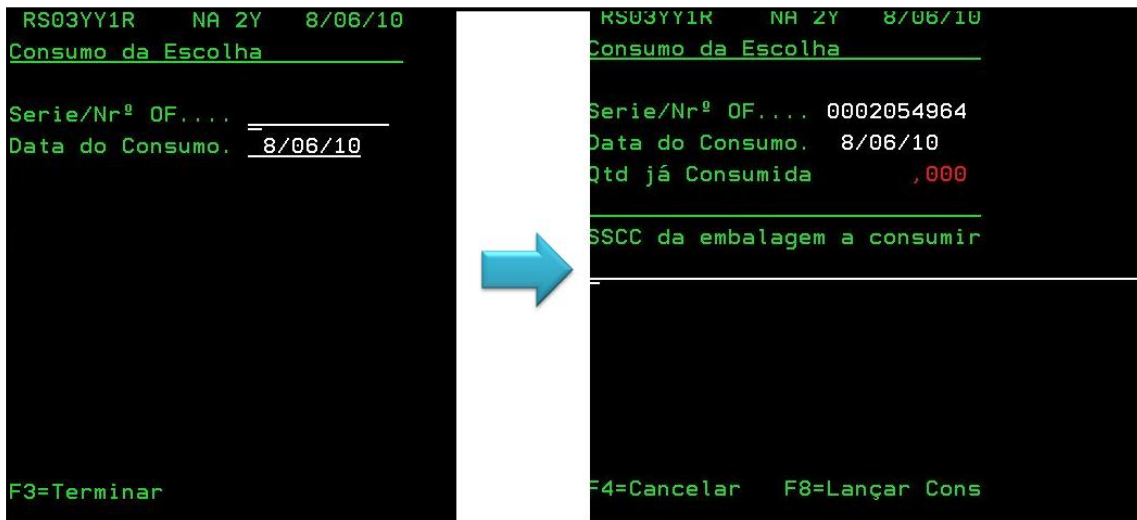 RS03YY1R NA 2Y 8/06/10
Consumo da Escolha
Serie/Nrº OF....
Data do Consumo. 8/06/10
F3=Terminar
RS03YY1R NA 2Y 8/06/10
Consumo da Escolha
Serie/Nrº OF.... 0002054964
Data do Consumo. 8/06/10
Qtd já Consumida ,000
SSCC da embalagem a consumir
F4=Cancelar F8=Lançar Cons